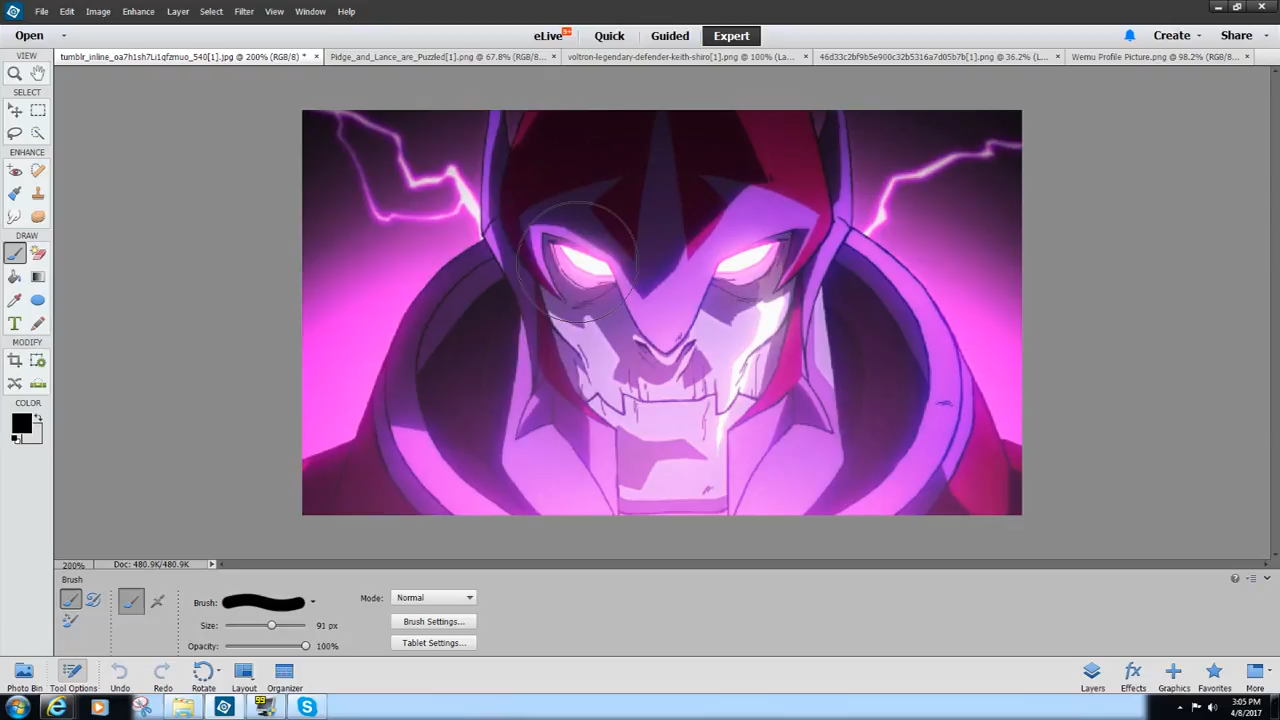 File Edit Image Enhance Layer Select Filter View Window Help
Open eLive Quick Guided Expert Create Share
tumblr_inline_oa7h1sh7Li1qfzmuo_540[1].jpg @ 200% (RGB/8) * × Pidge_and_Lance_are_Puzzled[1].png @ 67.8% (RGB/8... × voltron-legendary-defender-keith-shiro[1].png @ 100% (La... × 46d33c2bf9b5e900c32b5316a7d05b7b[1].png @ 36.2% (RGB/8... × Wemu Profile Picture.png @ 98.2% (RGB/8... ×
VIEW
SELECT
ENHANCE
DRAW
MODIFY
COLOR
200% Doc: 480.9K/480.9K
Brush
Brush: Mode: Normal
Size: 91 px Brush Settings...
Opacity: 100% Tablet Settings...
Photo Bin Tool Options Undo Redo Rotate Layout Organizer Layers Effects Graphics Favorites More
99
3:05 PM
4/8/2017